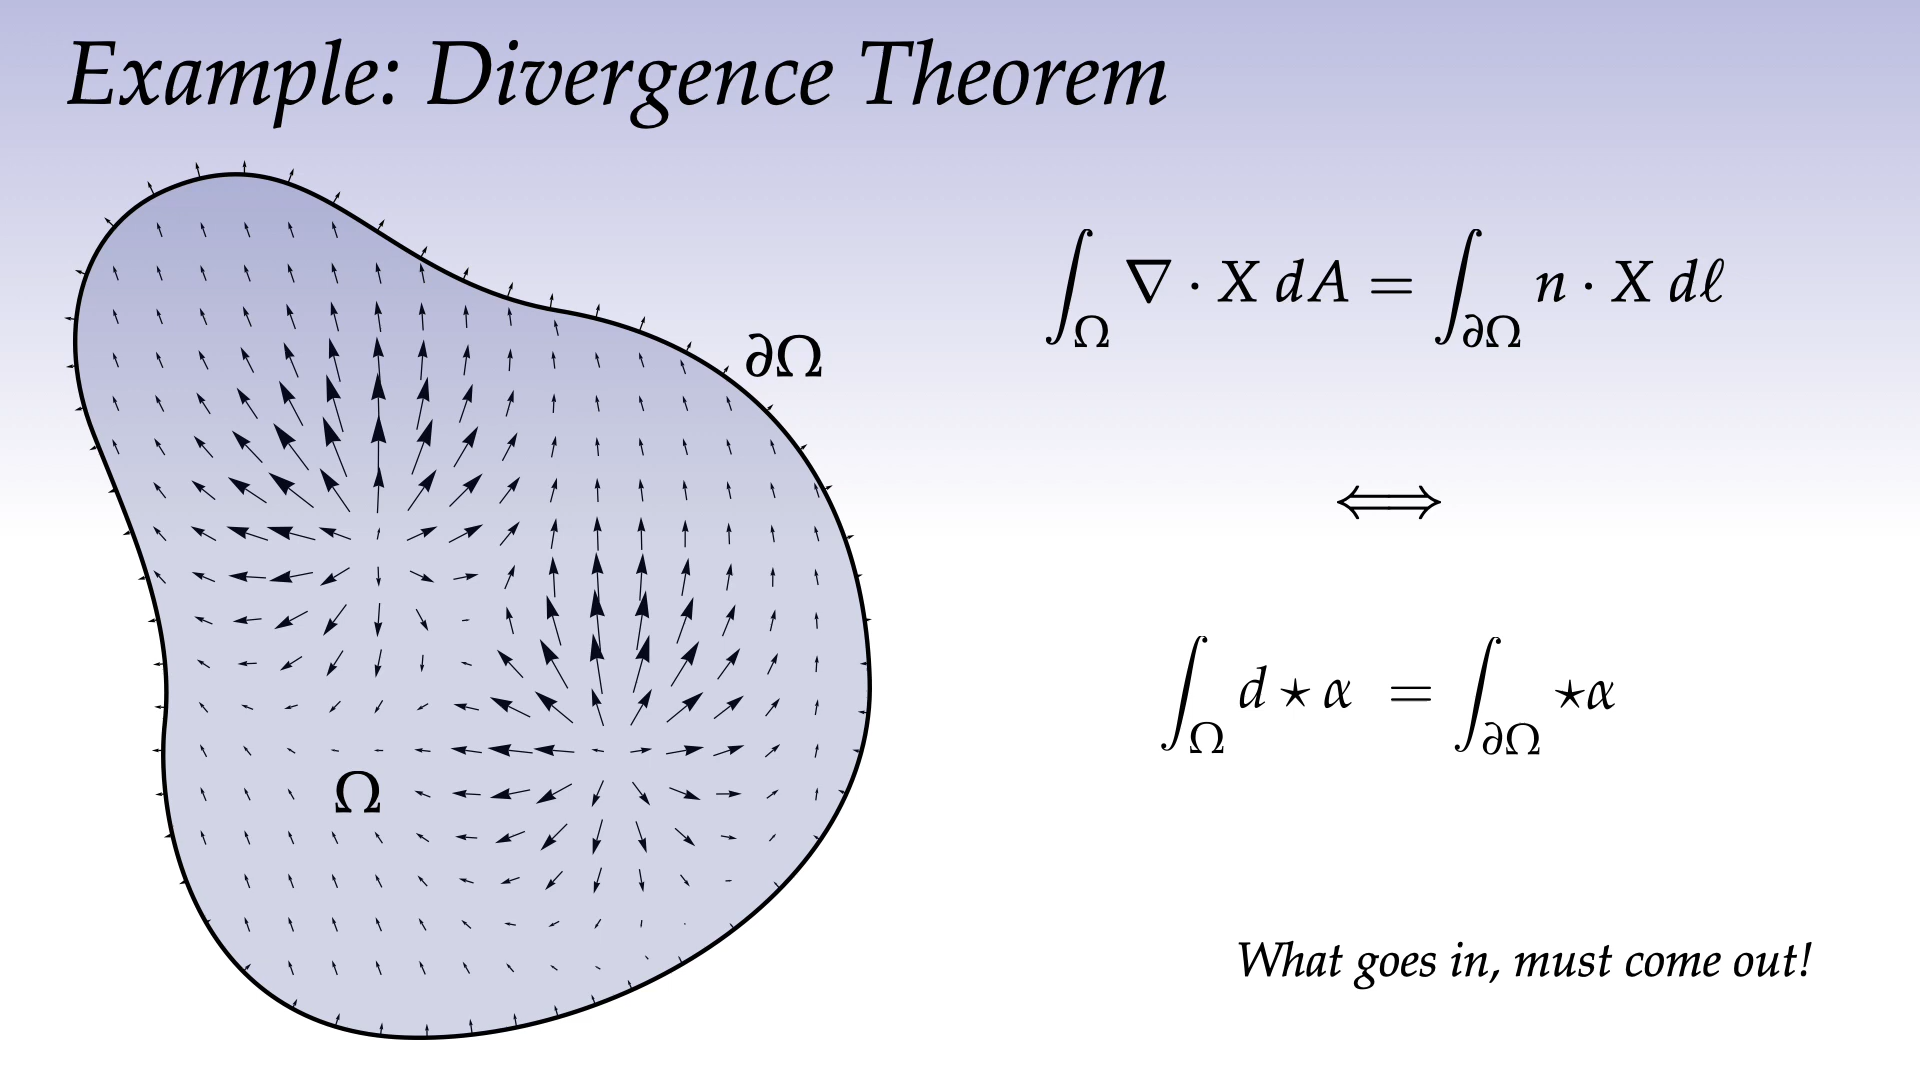 Example: Divergence Theorem
∂Ω
∫_Ω ∇ · X dA = ∫_∂Ω n · X dℓ
⟺
∫_Ω d ⋆ α = ∫_∂Ω ⋆α
Ω
What goes in, must come out!